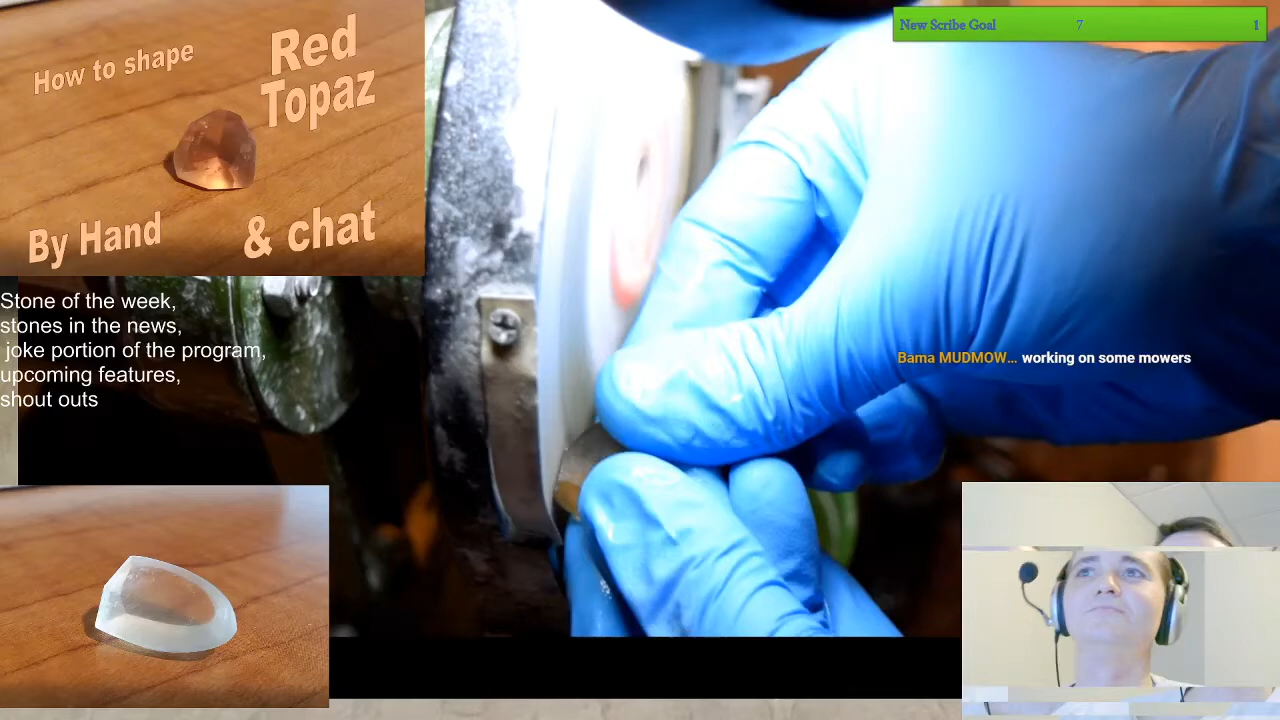 How to shape
Red
Topaz
By Hand
& chat
New Scribe Goal 7 1
Stone of the week,
stones in the news,
joke portion of the program,
upcoming features,
shout outs
Bama MUDMOW… working on some mowers